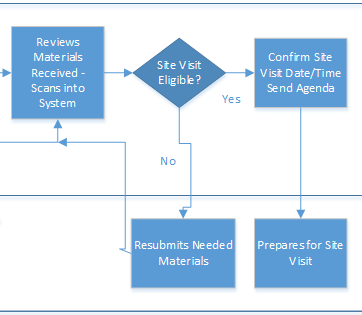 Reviews
Materials
Received -
Scans into
System
Site Visit
Eligible?
Yes
Confirm Site
Visit Date/Time
Send Agenda
No
Resubmits Needed
Materials
Prepares for Site
Visit